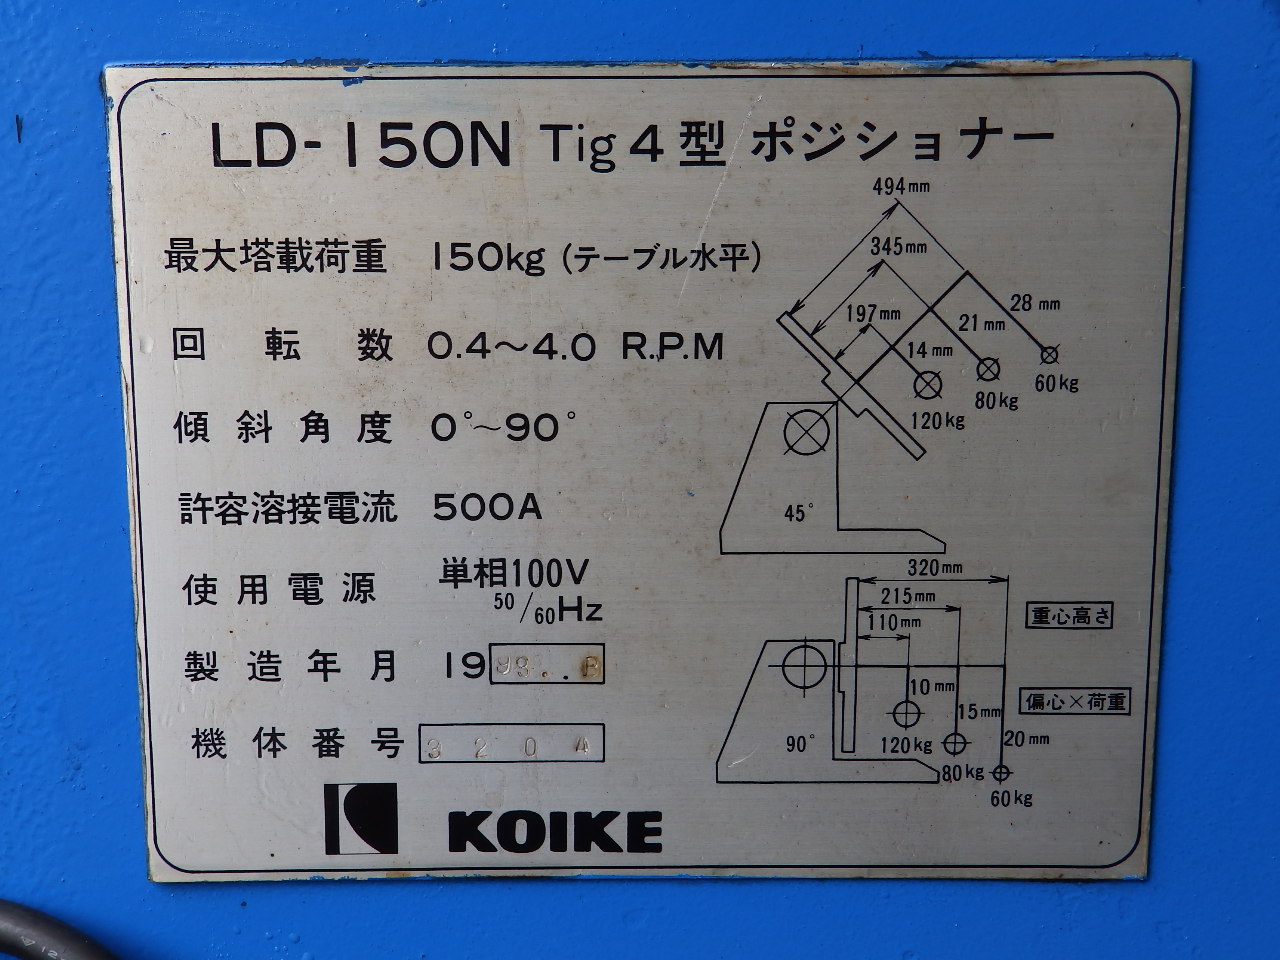 LD-150N Tig 4 型 ポジショナー
最大塔載荷重 150kg (テーブル水平)
回転数 0.4～4.0 R.P.M
傾斜角度 0°～90°
許容溶接電流 500A
使用電源 単相100V
50/60Hz
製造年月 19
機体番号 3204
KOIKE
494mm
345mm
197mm
28mm
21mm
14mm
60kg
80kg
120kg
45°
320mm
215mm
110mm
重心高さ
10mm
15mm
20mm
偏心×荷重
90°
120kg
80kg
60kg
12